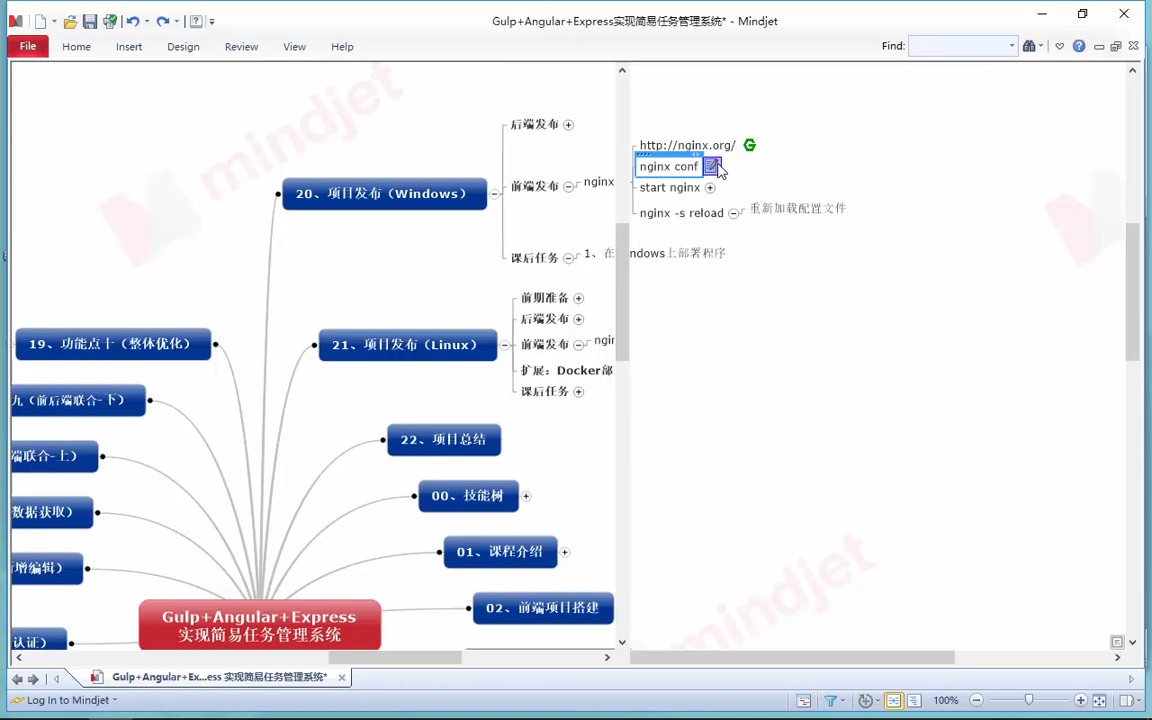 Gulp+Angular+Express实现简易任务管理系统* - Mindjet
File
Home
Insert
Design
Review
View
Help
Find:
mindjet
后端发布
http://nginx.org/
nginx conf
20、项目发布（Windows）
前端发布
nginx
start nginx
nginx -s reload
重新加载配置文件
课后任务
1、在
ndows上部署程序
前期准备
后端发布
19、功能点十（整体优化）
21、项目发布（Linux）
前端发布
ngir
扩展：Docker部
九（前后端联合-下）
课后任务
22、项目总结
端联合-上）
00、技能树
数据获取）
01、课程介绍
增编辑）
mindjet
02、前端项目搭建
Gulp+Angular+Express
实现简易任务管理系统
认证）
Gulp+Angular+Ex...ess 实现简易任务管理系统*
Log In to Mindjet
100%